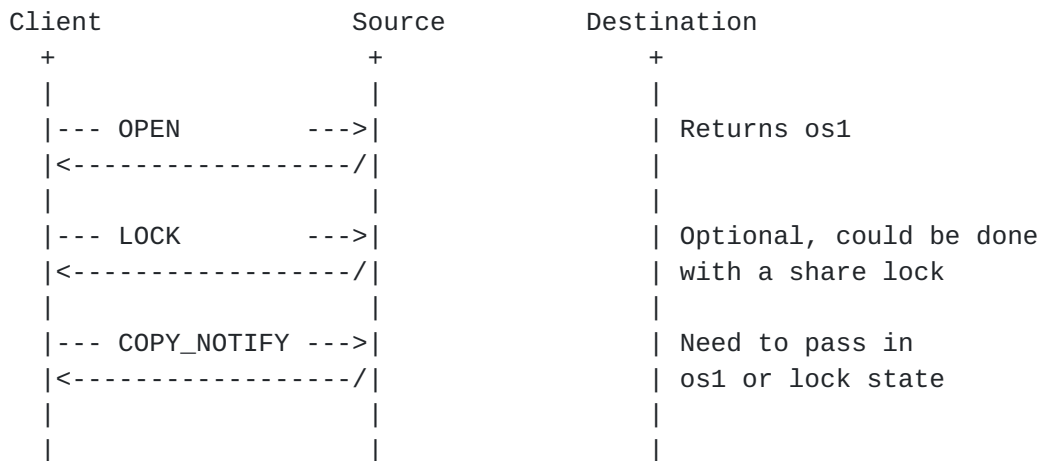 Client                Source         Destination
  +                    +                 +
  |                    |                 |
  |--- OPEN        --->|                 | Returns os1
  |<------------------/|                 |
  |                    |                 |
  |--- LOCK        --->|                 | Optional, could be done
  |<------------------/|                 | with a share lock
  |                    |                 |
  |--- COPY_NOTIFY --->|                 | Need to pass in
  |<------------------/|                 | os1 or lock state
  |                    |                 |
  |                    |                 |